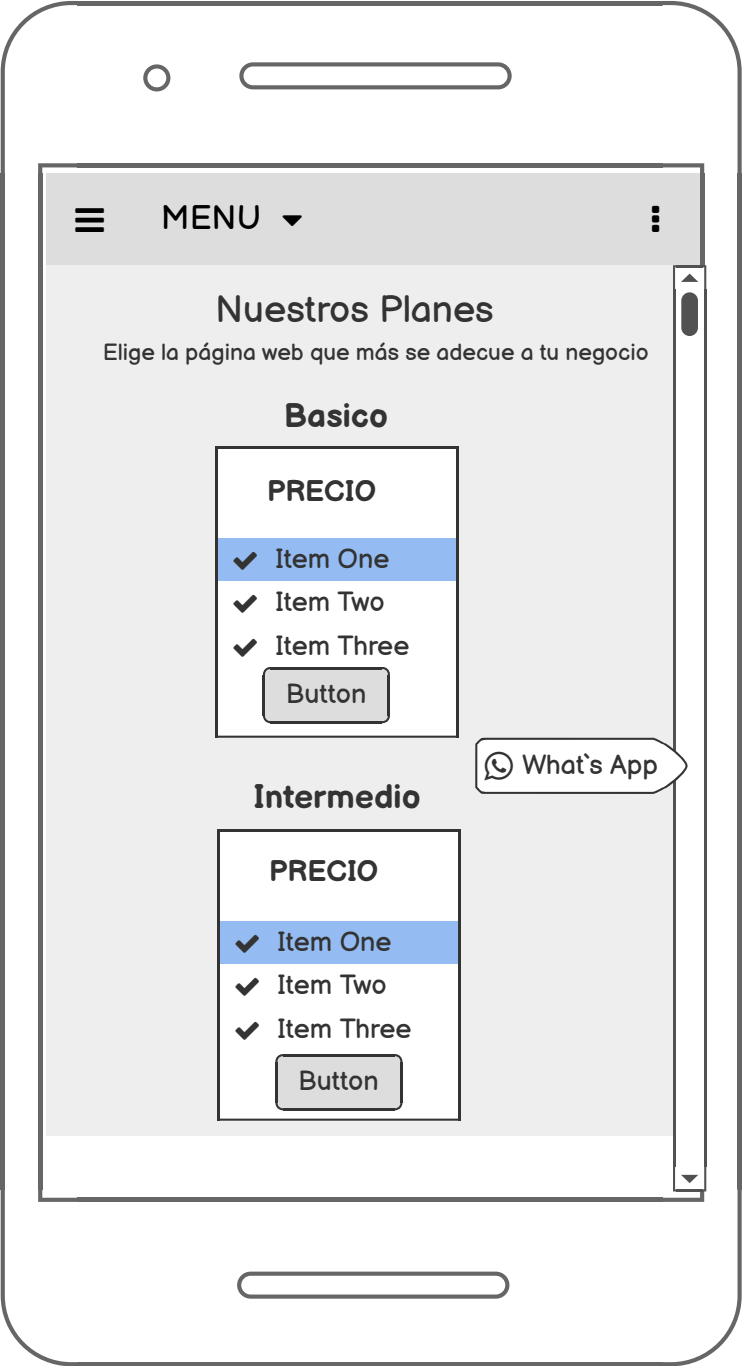 MENU
Nuestros Planes
Elige la página web que más se adecue a tu negocio
Basico
PRECIO
Item One
Item Two
Item Three
Button
What`s App
Intermedio
PRECIO
Item One
Item Two
Item Three
Button